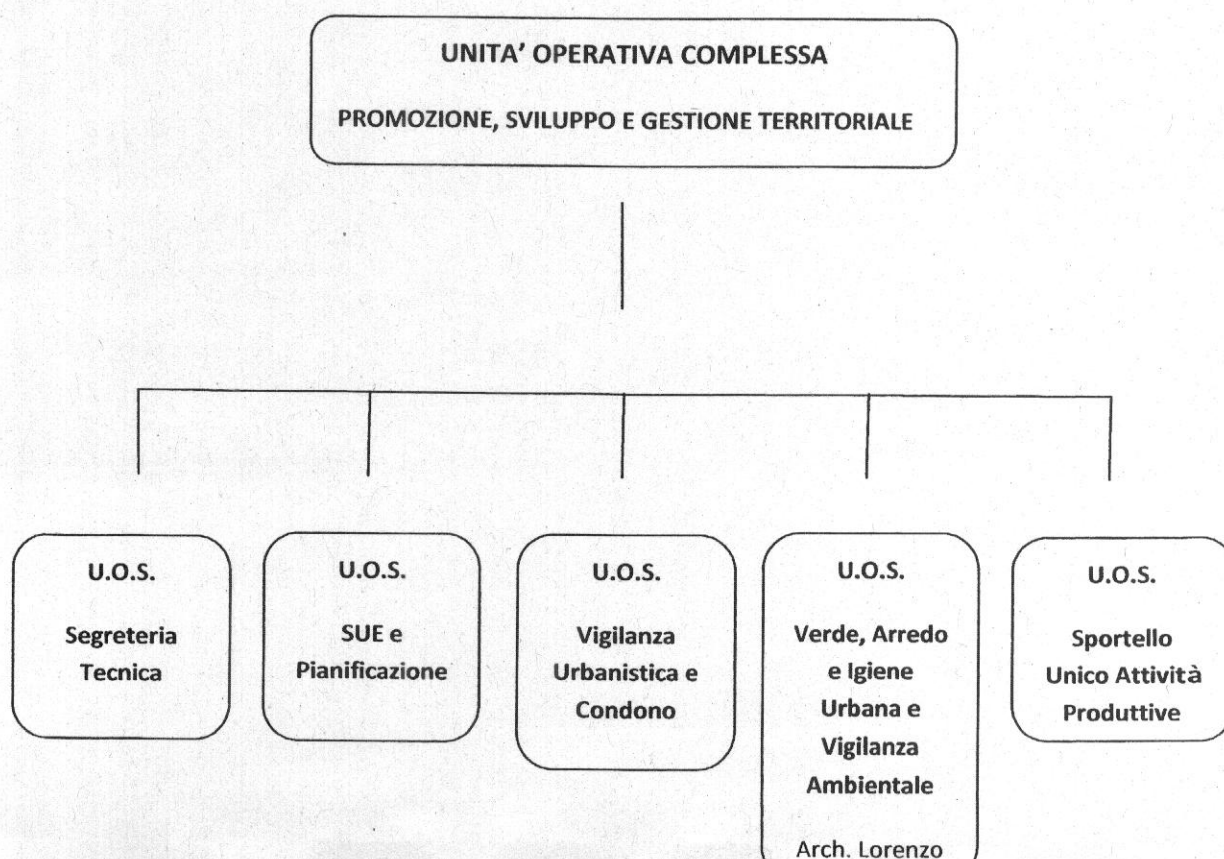 UNITA' OPERATIVA COMPLESSA
PROMOZIONE, SVILUPPO E GESTIONE TERRITORIALE
U.O.S.
Segreteria
Tecnica
U.O.S.
SUE e
Pianificazione
U.O.S.
Vigilanza
Urbanistica e
Condono
U.O.S.
Verde, Arredo
e Igiene
Urbana e
Vigilanza
Ambientale
Arch. Lorenzo
U.O.S.
Sportello
Unico Attività
Produttive